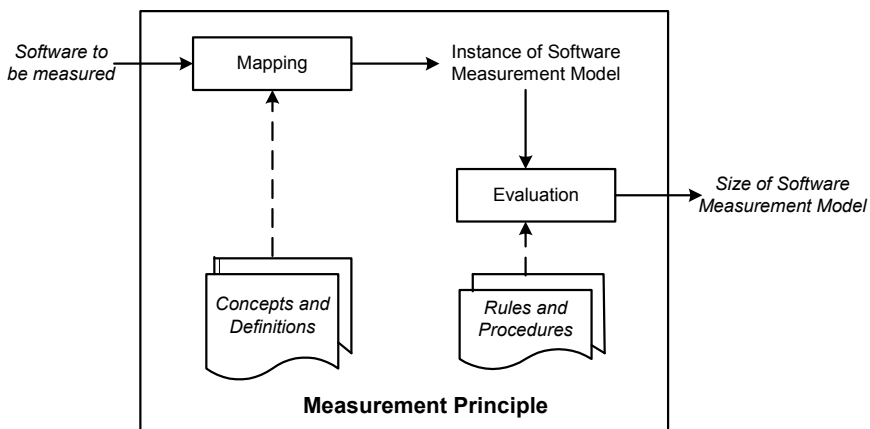 Software to
be measured
Mapping
Instance of Software
Measurement Model
Evaluation
Size of Software
Measurement Model
Concepts and
Definitions
Rules and
Procedures
Measurement Principle